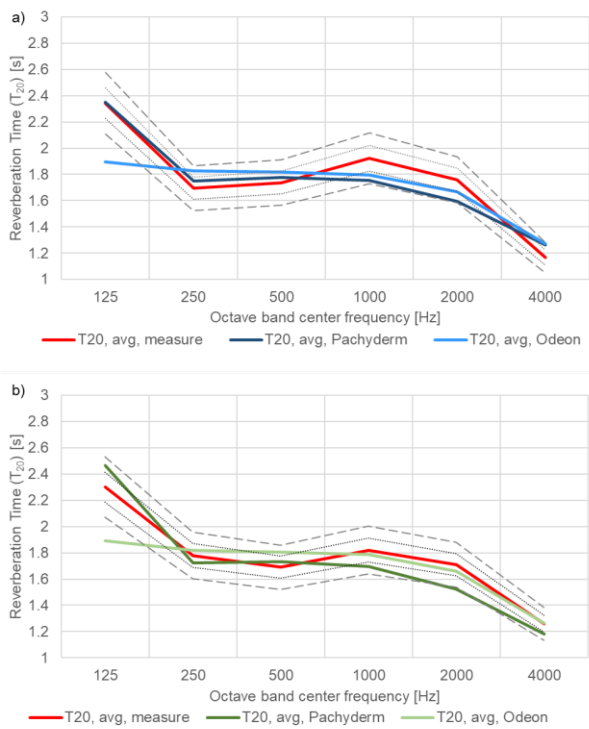 a)
3
2.8
2.6
2.4
2.2
2
1.8
1.6
1.4
1.2
1
Reverberation Time (T₂₀) [s]
125 250 500 1000 2000 4000
Octave band center frequency [Hz]
T20, avg, measure T20, avg, Pachyderm T20, avg, Odeon
b)
3
2.8
2.6
2.4
2.2
2
1.8
1.6
1.4
1.2
1
Reverberation Time (T₂₀) [s]
125 250 500 1000 2000 4000
Octave band center frequency [Hz]
T20, avg, measure T20, avg, Pachyderm T20, avg, Odeon